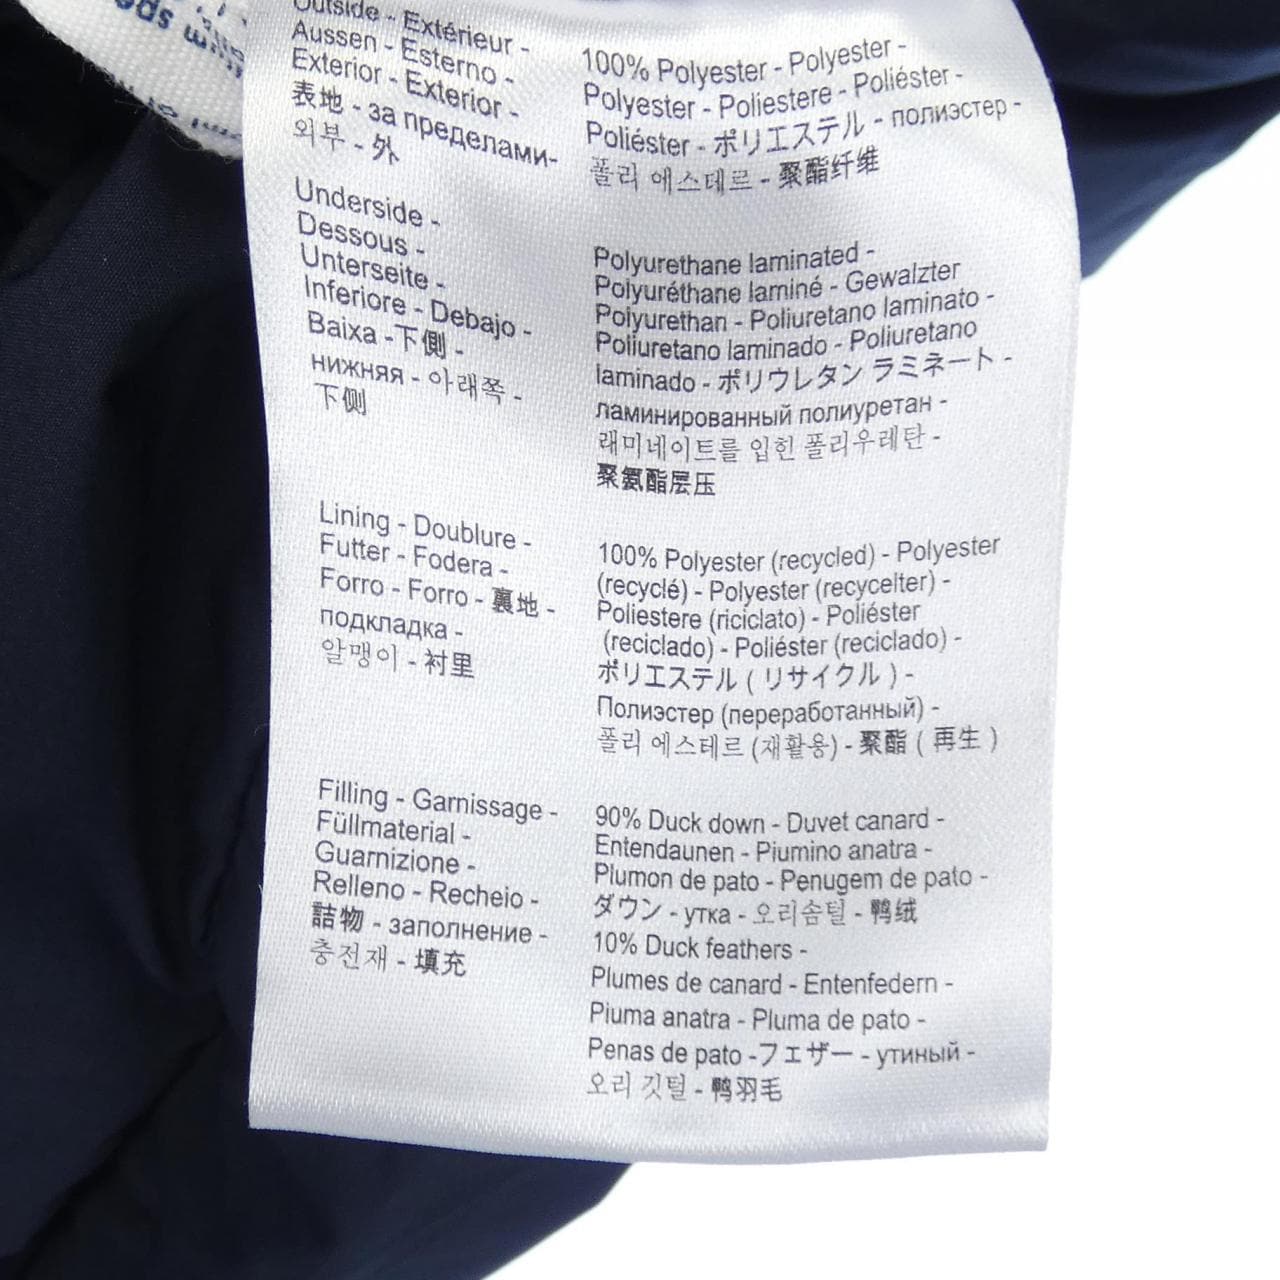 Outside - Extérieur -
Aussen - Esterno -
Exterior - Exterior -
表地 - за пределами-
외부 - 外
100% Polyester - Polyester -
Polyester - Poliestere - Poliéster -
Poliéster - ポリエステル - полиэстер -
폴리 에스테르 - 聚酯纤维
Underside -
Dessous -
Unterseite -
Inferiore - Debajo -
Baixa -下側 -
нижняя - 아래쪽 -
下侧
Polyurethane laminated -
Polyuréthane laminé - Gewalzter
Polyurethan - Poliuretano laminato -
Poliuretano laminado - Poliuretano
laminado - ポリウレタン ラミネート -
ламинированный полиуретан -
래미네이트를 입힌 폴리우레탄 -
聚氨酯层压
Lining - Doublure -
Futter - Fodera -
Forro - Forro - 裏地 -
подкладка -
알맹이 - 衬里
100% Polyester (recycled) - Polyester
(recyclé) - Polyester (recycelter) -
Poliestere (riciclato) - Poliéster
(reciclado) - Poliéster (reciclado) -
ポリエステル ( リサイクル ) -
Полиэстер (переработанный) -
폴리 에스테르 (재활용) - 聚酯 ( 再生 )
Filling - Garnissage -
Füllmaterial -
Guarnizione -
Relleno - Recheio -
詰物 - заполнение -
충전재 - 填充
90% Duck down - Duvet canard -
Entendaunen - Piumino anatra -
Plumon de pato - Penugem de pato -
ダウン - утка - 오리솜털 - 鸭绒
10% Duck feathers -
Plumes de canard - Entenfedern -
Piuma anatra - Pluma de pato -
Penas de pato -フェザー - утиный -
오리 깃털 - 鸭羽毛